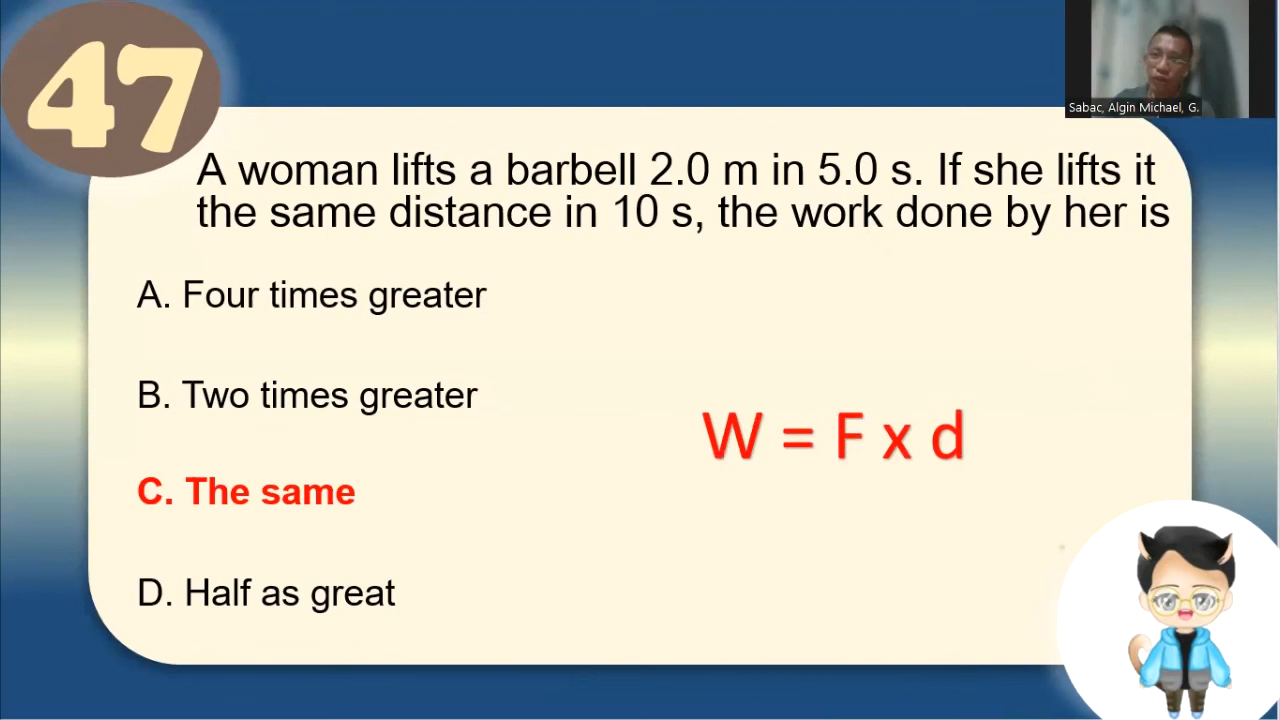 47
Sabac, Algin Michael, G.
A woman lifts a barbell 2.0 m in 5.0 s. If she lifts it
the same distance in 10 s, the work done by her is
A. Four times greater
B. Two times greater
W = F x d
C. The same
D. Half as great